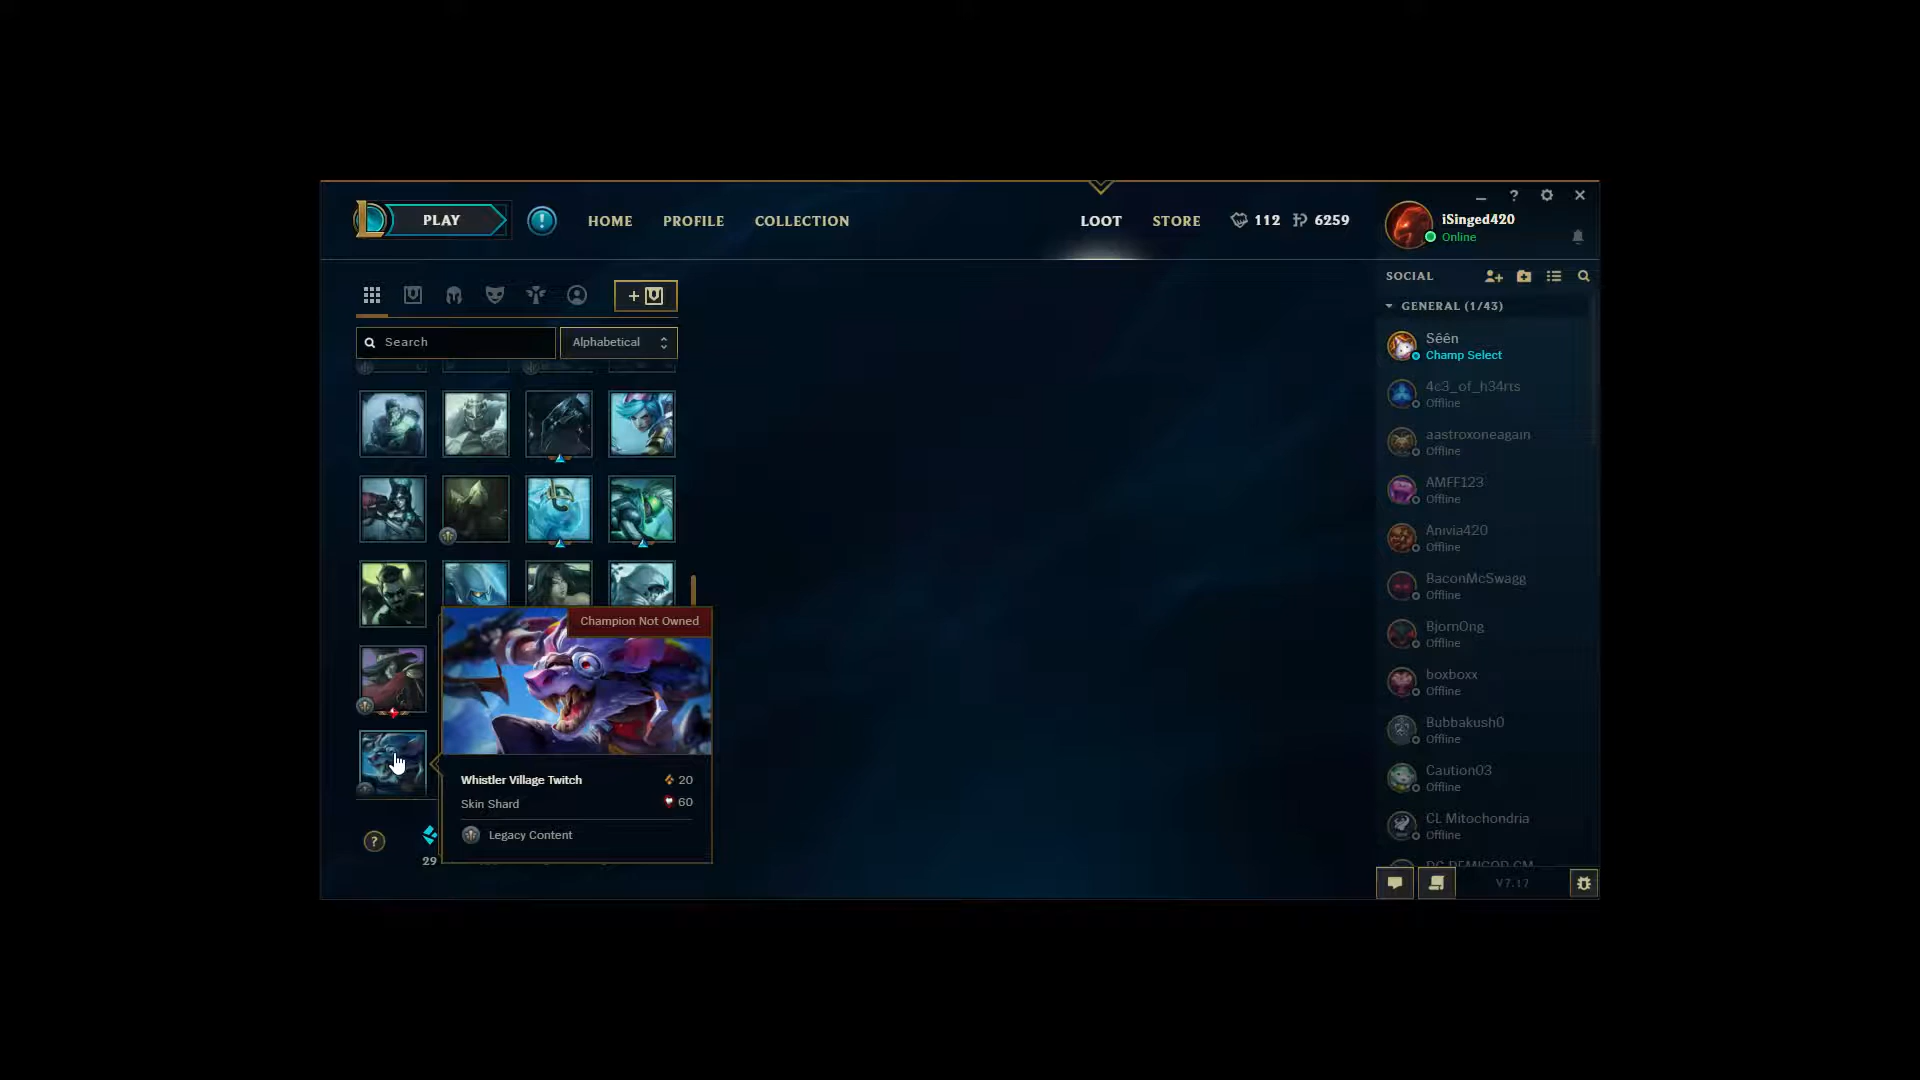 PLAY
HOME
PROFILE
COLLECTION
LOOT
STORE
112
6259
iSinged420
Online
Search
Alphabetical
Champion Not Owned
Whistler Village Twitch
20
Skin Shard
60
Legacy Content
29
SOCIAL
GENERAL (1/43)
Sêên
Champ Select
4c3_of_h34rts
Offline
aastroxoneagain
Offline
AMFF123
Offline
Anivia420
Offline
BaconMcSwagg
Offline
BjornOng
Offline
boxboxx
Offline
Bubbakush0
Offline
Caution03
Offline
CL Mitochondria
Offline
V7.17